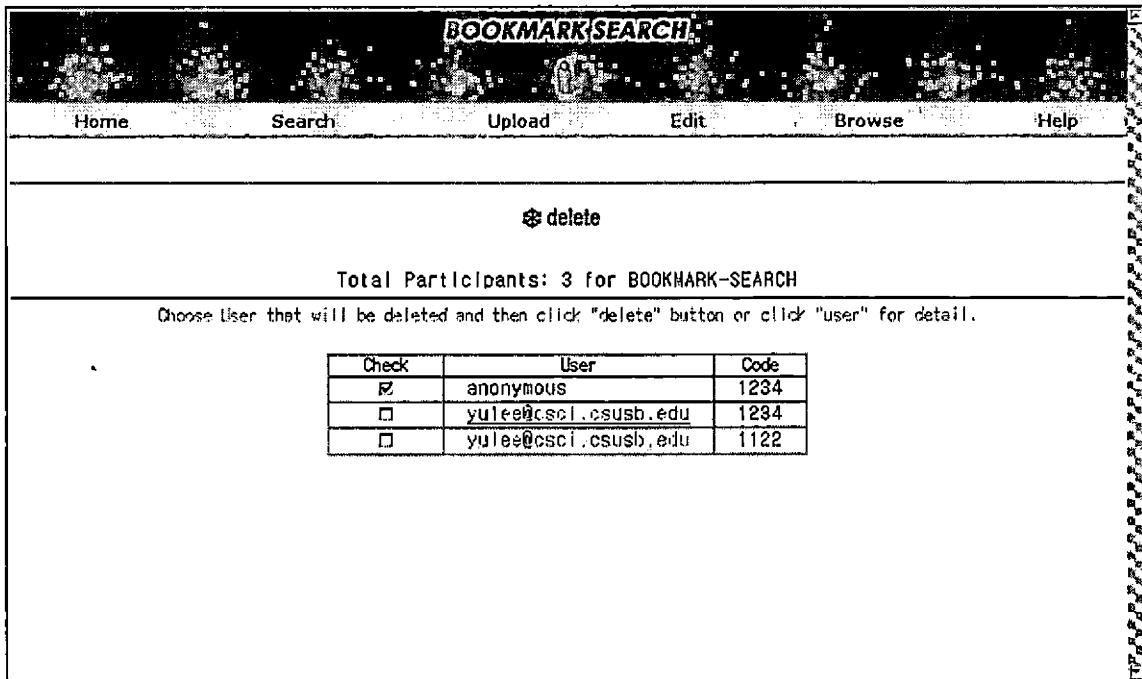 BOOKMARK SEARCH
Home Search Upload Edit Browse Help
delete
Total Participants: 3 for BOOKMARK-SEARCH
Choose User that will be deleted and then click "delete" button or click "user" for detail.
Check User Code
anonymous 1234
yulee@csci.csusb.edu 1234
yulee@csci.csusb.edu 1122